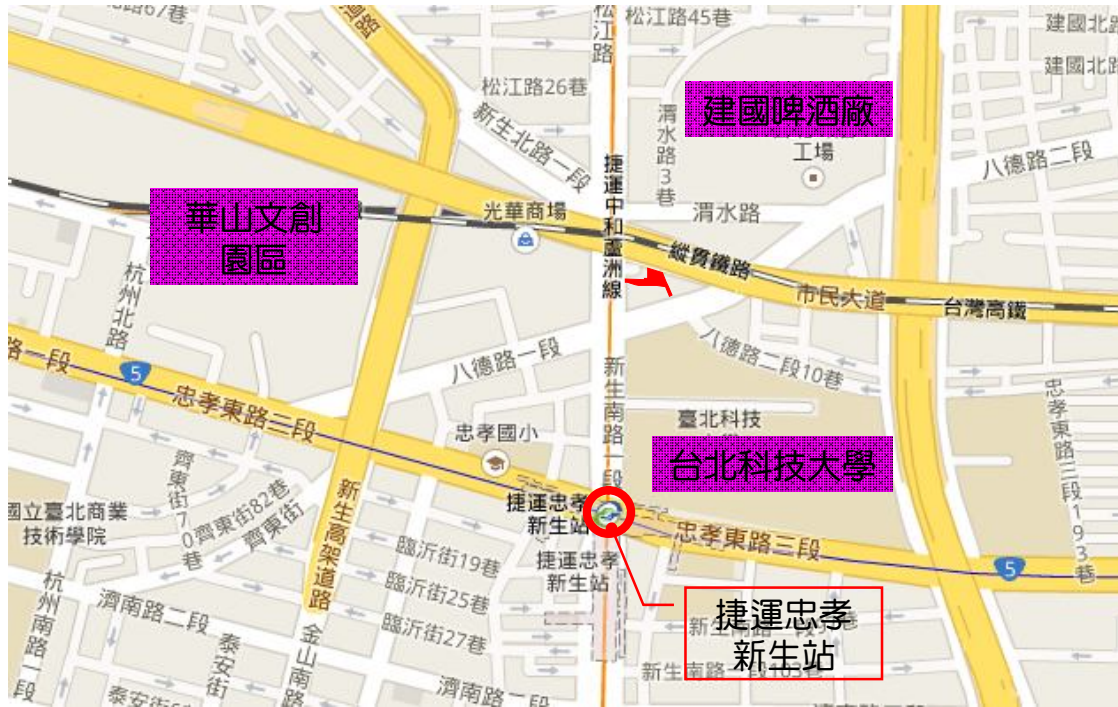 松江路45巷
建國北路
松江路
松江路26巷
建國啤酒廠
建國北路
渭水路3巷
新生北路一段
工場
八德路二段
捷運中和蘆洲線
華山文創
園區
光華商場
渭水路
縱貫鐵路
市民大道
台灣高鐵
杭州北路
路一段
5
八德路一段
新生南路一段
八德路二段10巷
忠孝東路二段
忠孝國小
臺北科技
台北科技大學
忠孝東路三段193巷
齊東街70巷
齊東街82巷
齊東街
新生高架道路
國立臺北商業
技術學院
捷運忠孝
新生站
忠孝東路三段
5
臨沂街19巷
捷運忠孝
新生站
臨沂街25巷
臨沂街27巷
杭州南路一段
濟南路二段
泰安街
金山南路
捷運忠孝
新生站
新生南路一段103巷
濟南路二段
泰安街